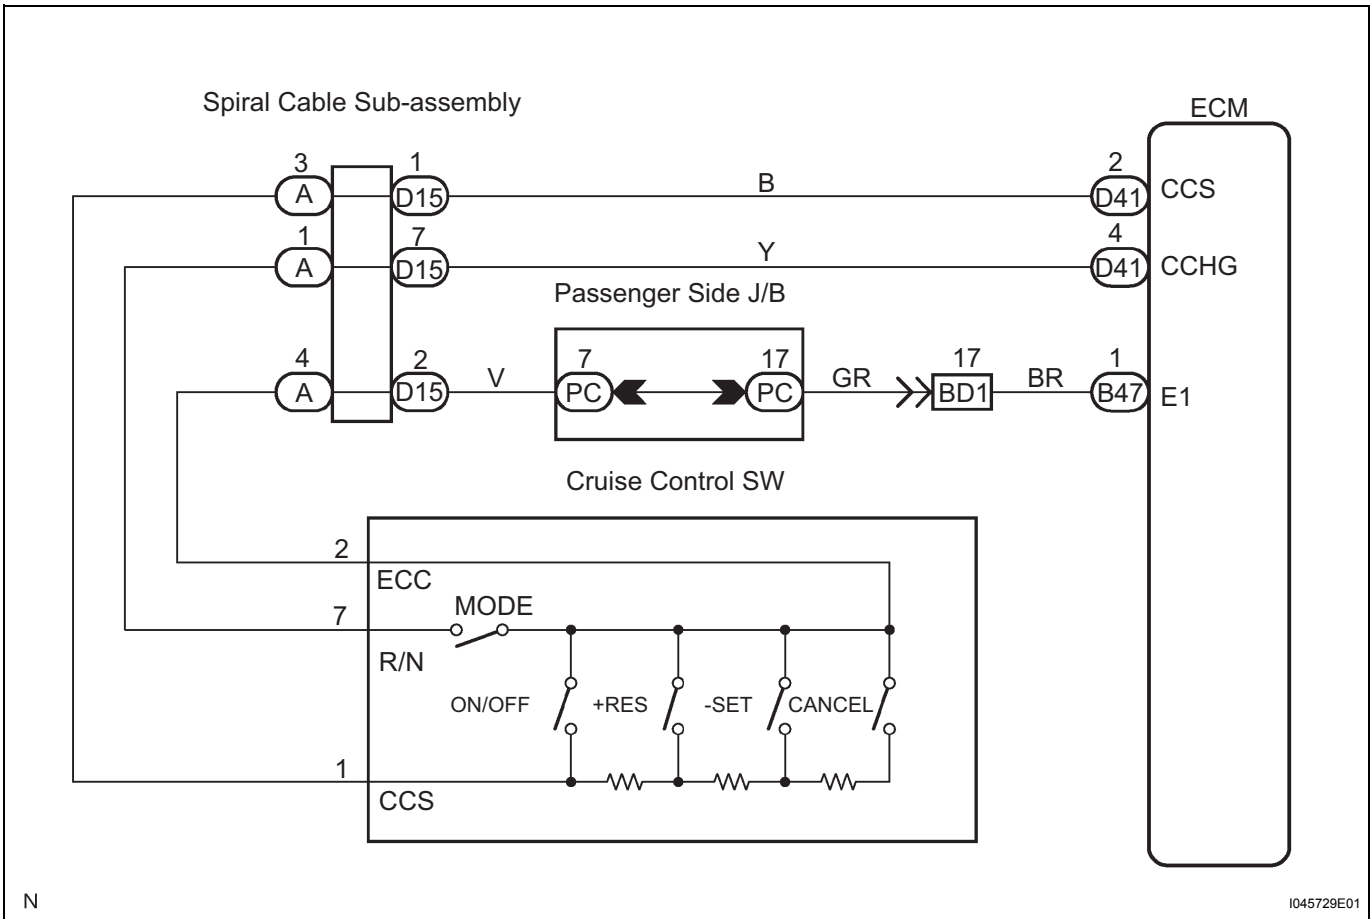 Spiral Cable Sub-assembly
ECM
3 1 2
A D15 B D41 CCS
1 7 4
A D15 Y D41 CCHG
Passenger Side J/B
4 2 7 17 17 1
A D15 V PC PC GR BD1 BR B47 E1
Cruise Control SW
2
ECC
MODE
7
R/N
ON/OFF +RES -SET CANCEL
1
CCS
N I045729E01